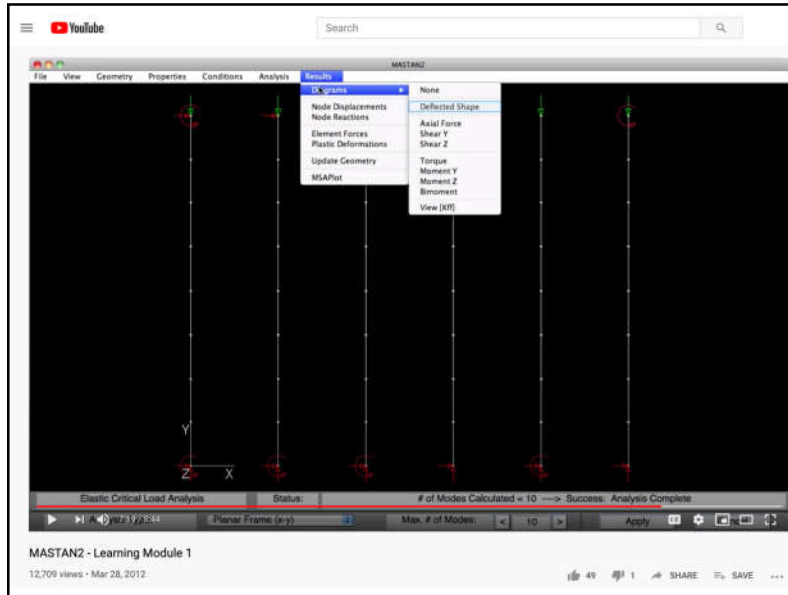 YouTube
Search
MASTAN2
File View Geometry Properties Conditions Analysis Results
Diagrams
Node Displacements
Node Reactions
Element Forces
Plastic Deformations
Update Geometry
MSAPlot
None
Deflected Shape
Axial Force
Shear Y
Shear Z
Torque
Moment Y
Moment Z
Bimoment
View [Kff]
Y
Z X
Elastic Critical Load Analysis Status: # of Modes Calculated = 10 ---> Success: Analysis Complete
Planar Frame (x-y) Max. # of Modes: < 10 > Apply
MASTAN2 - Learning Module 1
12,709 views • Mar 28, 2012
49 1 SHARE SAVE